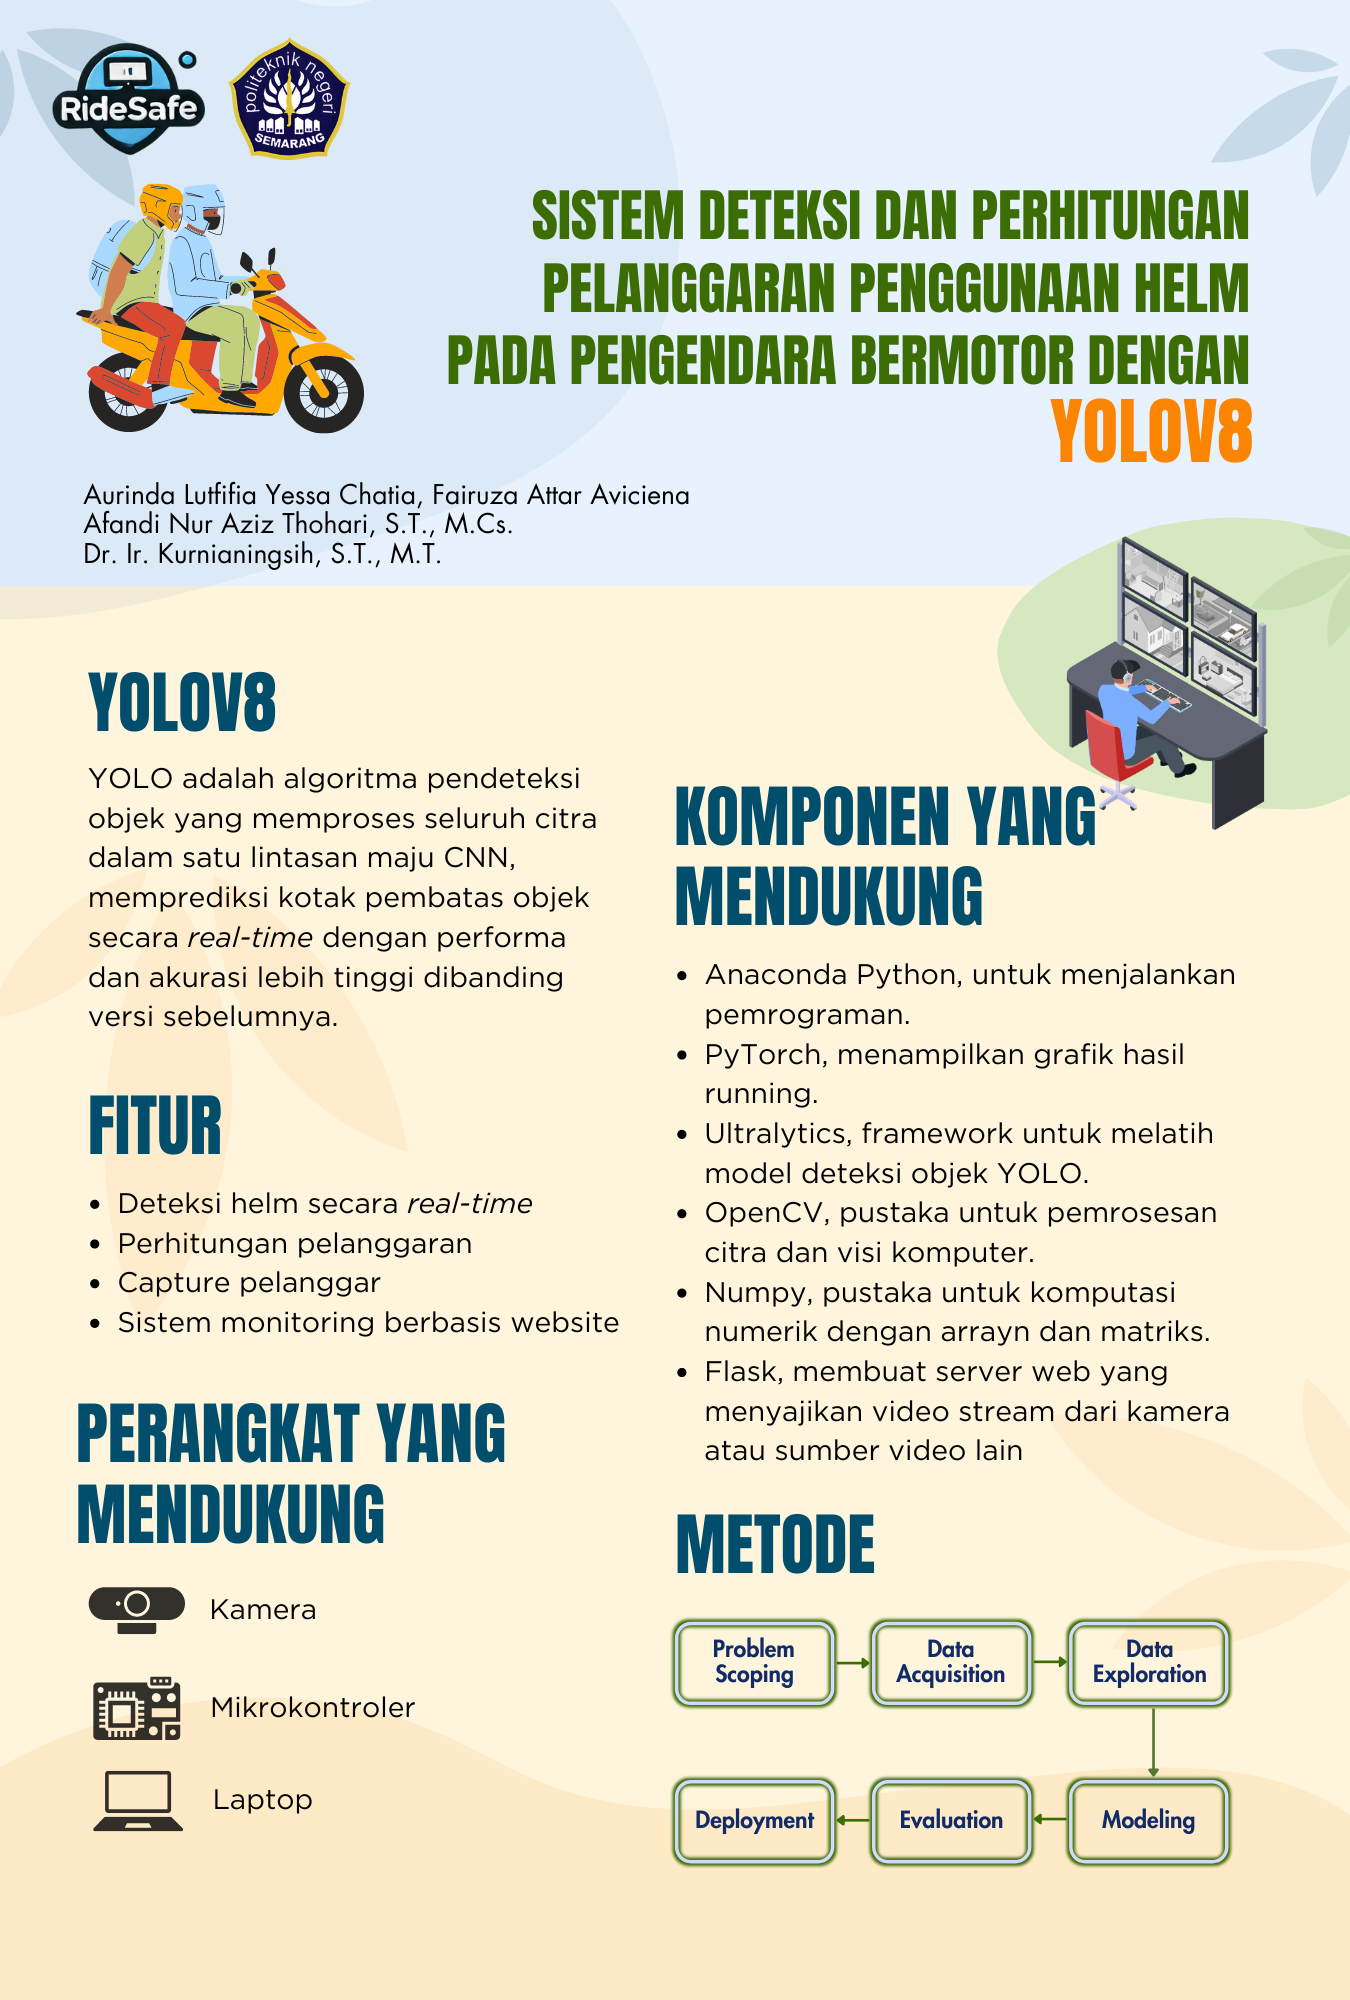 RideSafe
politeknik negeri
SEMARANG
SISTEM DETEKSI DAN PERHITUNGAN
PELANGGARAN PENGGUNAAN HELM
PADA PENGENDARA BERMOTOR DENGAN
YOLOV8
Aurinda Lutfifia Yessa Chatia, Fairuza Attar Aviciena
Afandi Nur Aziz Thohari, S.T., M.Cs.
Dr. Ir. Kurnianingsih, S.T., M.T.
YOLOV8
YOLO adalah algoritma pendeteksi
objek yang memproses seluruh citra
dalam satu lintasan maju CNN,
memprediksi kotak pembatas objek
secara real-time dengan performa
dan akurasi lebih tinggi dibanding
versi sebelumnya.
FITUR
• Deteksi helm secara real-time
• Perhitungan pelanggaran
• Capture pelanggar
• Sistem monitoring berbasis website
PERANGKAT YANG
MENDUKUNG
Kamera
Mikrokontroler
Laptop
KOMPONEN YANG
MENDUKUNG
• Anaconda Python, untuk menjalankan
pemrograman.
• PyTorch, menampilkan grafik hasil
running.
• Ultralytics, framework untuk melatih
model deteksi objek YOLO.
• OpenCV, pustaka untuk pemrosesan
citra dan visi komputer.
• Numpy, pustaka untuk komputasi
numerik dengan arrayn dan matriks.
• Flask, membuat server web yang
menyajikan video stream dari kamera
atau sumber video lain
METODE
Problem
Scoping
Data
Acquisition
Data
Exploration
Modeling
Evaluation
Deployment